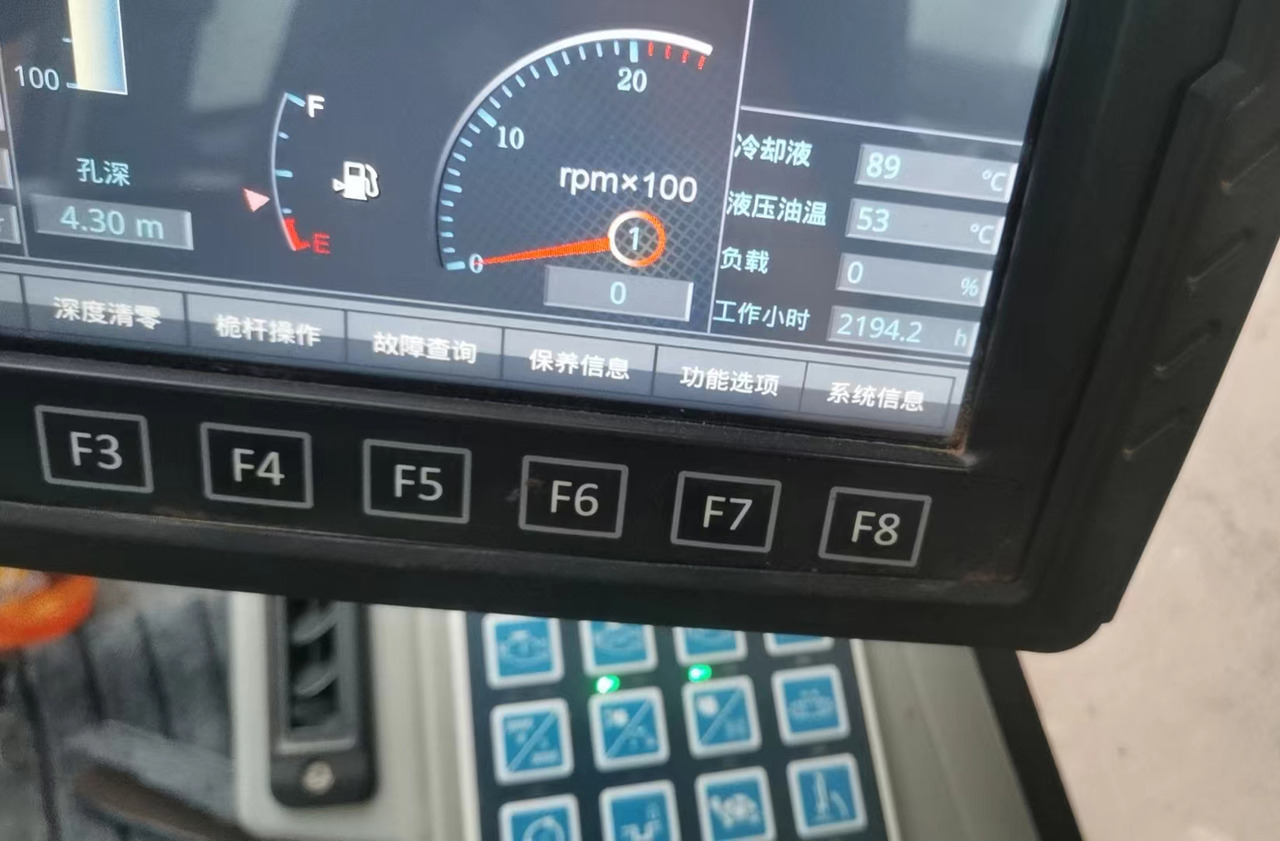 100
F
孔深
4.30 m
E
20
10
rpm×100
1
0
0
冷却液 89 ℃
液压油温 53 ℃
负载 0 %
工作小时 2194.2 h
深度清零 桅杆操作 故障查询 保养信息 功能选项 系统信息
F3 F4 F5 F6 F7 F8